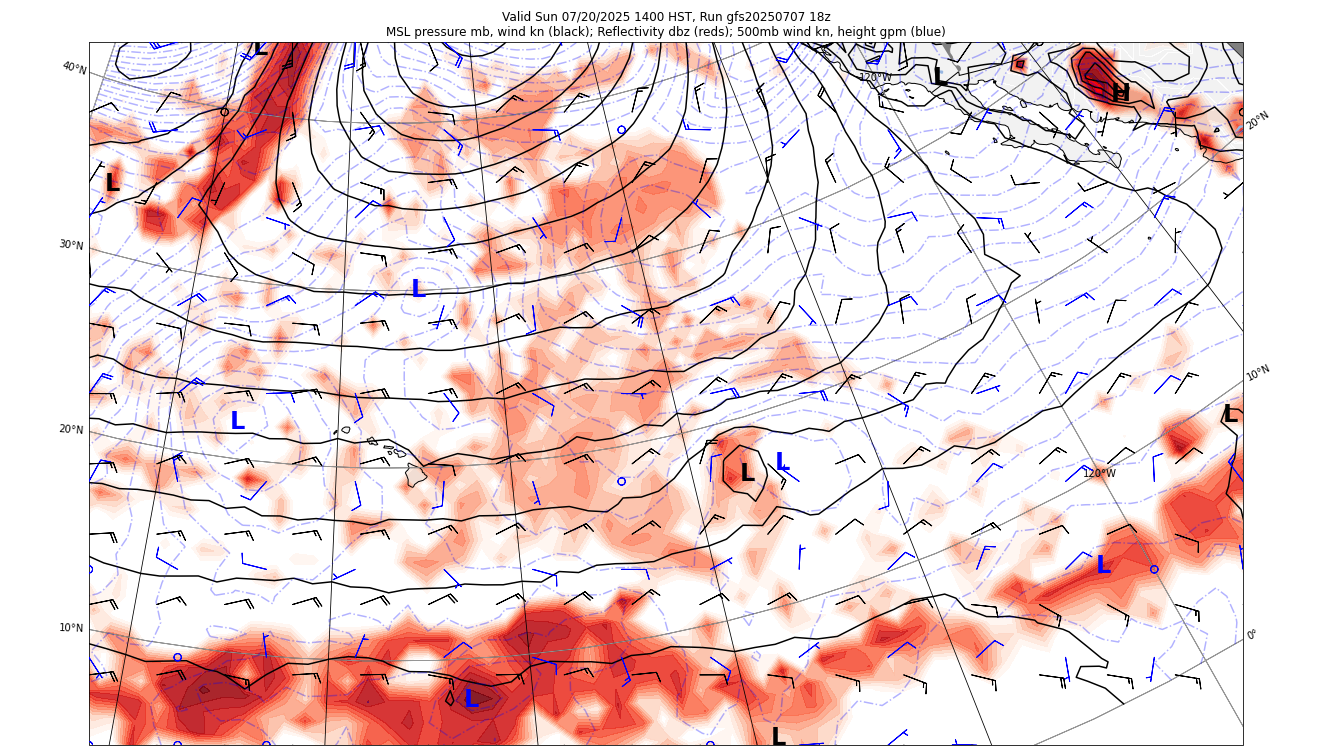 Valid Sun 07/20/2025 1400 HST, Run gfs20250707 18z
MSL pressure mb, wind kn (black); Reflectivity dbz (reds); 500mb wind kn, height gpm (blue)
L
40°N
L
120°W
H
20°N
L
30°N
L
10°N
L
20°N
L
L
L
120°W
L
10°N
0°
L
L